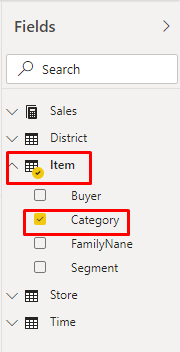 Fields
Search
Sales
District
Item
Buyer
Category
FamilyNane
Segment
Store
Time